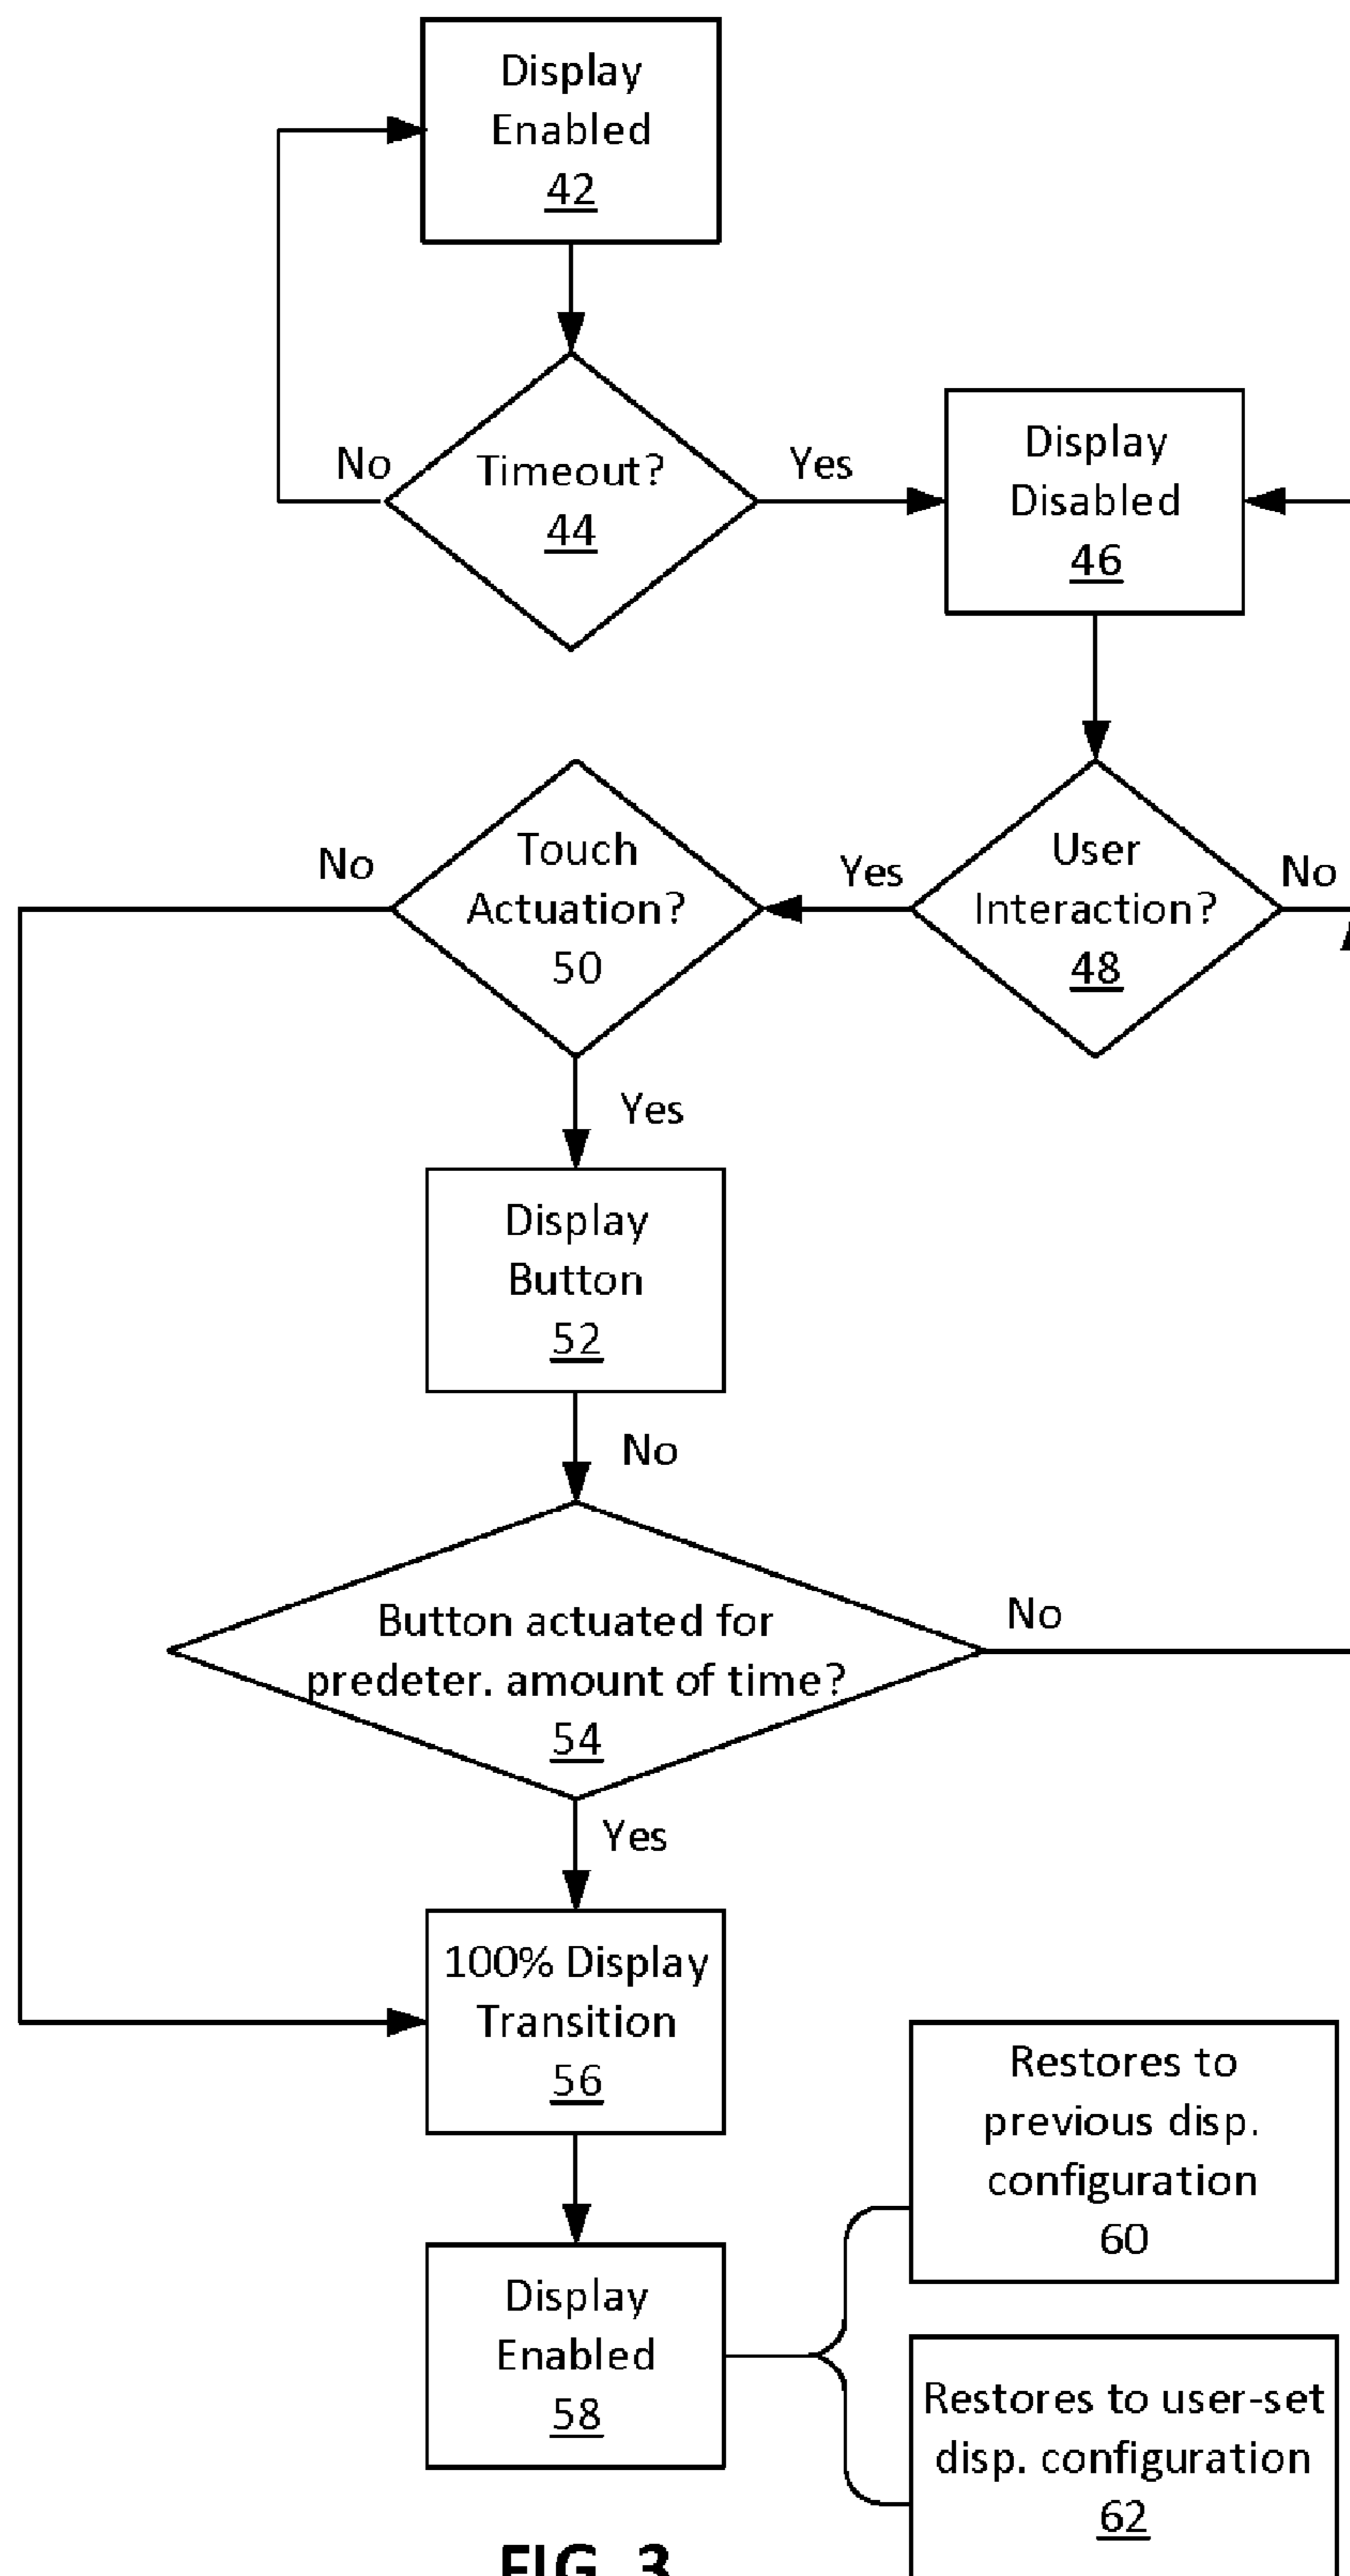 Display
Enabled
42
No
Timeout?
44
Yes
Display
Disabled
46
No
Touch
Actuation?
50
Yes
User
Interaction?
48
No
Yes
Display
Button
52
No
Button actuated for
predeter. amount of time?
54
No
Yes
100% Display
Transition
56
Restores to
previous disp.
configuration
60
Display
Enabled
58
Restores to user-set
disp. configuration
62
FIG. 3